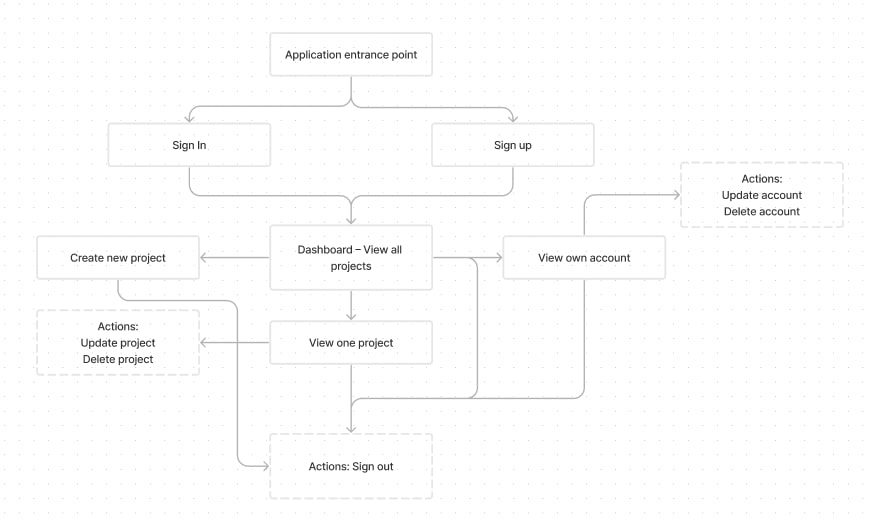 Application entrance point
Sign In
Sign up
Actions:
Update account
Delete account
Dashboard – View all
projects
Create new project
View own account
Actions:
Update project
Delete project
View one project
Actions: Sign out